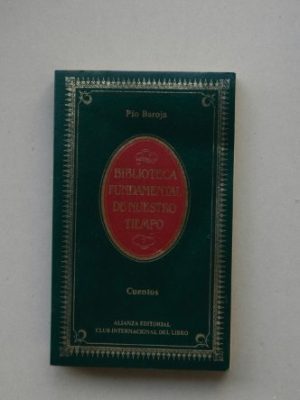 Pío Baroja
BIBLIOTECA
FUNDAMENTAL
DE NUESTRO
TIEMPO
Cuentos
ALIANZA EDITORIAL
CLUB INTERNACIONAL DEL LIBRO